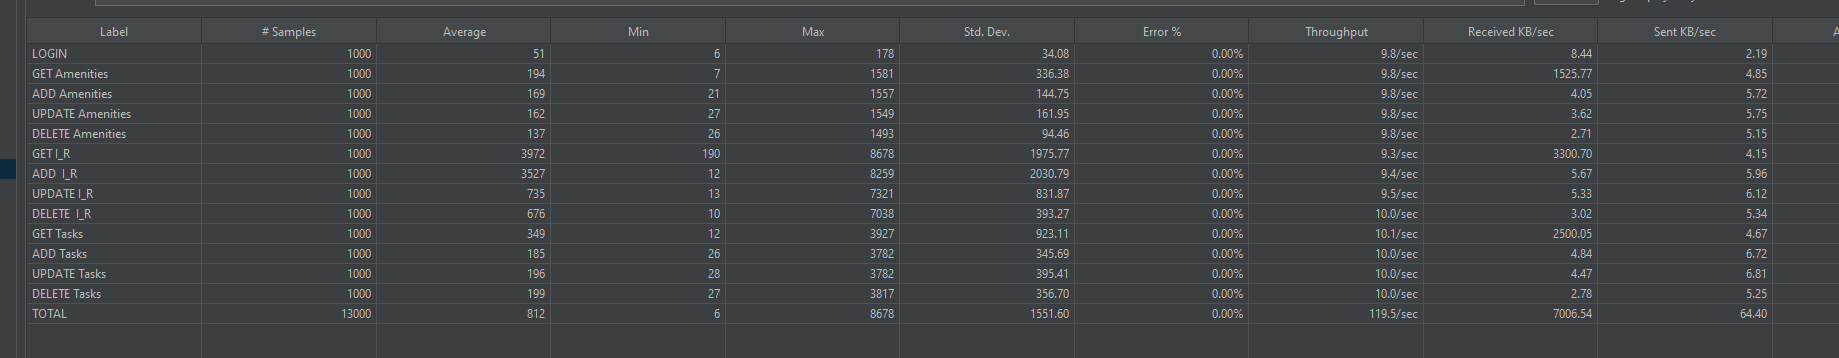 Label # Samples Average Min Max Std. Dev. Error % Throughput Received KB/sec Sent KB/sec
LOGIN 1000 51 6 178 34.08 0.00% 9.8/sec 8.44 2.19
GET Amenities 1000 194 7 1581 336.38 0.00% 9.8/sec 1525.77 4.85
ADD Amenities 1000 169 21 1557 144.75 0.00% 9.8/sec 4.05 5.72
UPDATE Amenities 1000 162 27 1549 161.95 0.00% 9.8/sec 3.62 5.75
DELETE Amenities 1000 137 26 1493 94.46 0.00% 9.8/sec 2.71 5.15
GET I_R 1000 3972 190 8678 1975.77 0.00% 9.3/sec 3300.70 4.15
ADD I_R 1000 3527 12 8259 2030.79 0.00% 9.4/sec 5.67 5.96
UPDATE I_R 1000 735 13 7321 831.87 0.00% 9.5/sec 5.33 6.12
DELETE I_R 1000 676 10 7038 393.27 0.00% 10.0/sec 3.02 5.34
GET Tasks 1000 349 12 3927 923.11 0.00% 10.1/sec 2500.05 4.67
ADD Tasks 1000 185 26 3782 345.69 0.00% 10.0/sec 4.84 6.72
UPDATE Tasks 1000 196 28 3782 395.41 0.00% 10.0/sec 4.47 6.81
DELETE Tasks 1000 199 27 3817 356.70 0.00% 10.0/sec 2.78 5.25
TOTAL 13000 812 6 8678 1551.60 0.00% 119.5/sec 7006.54 64.40